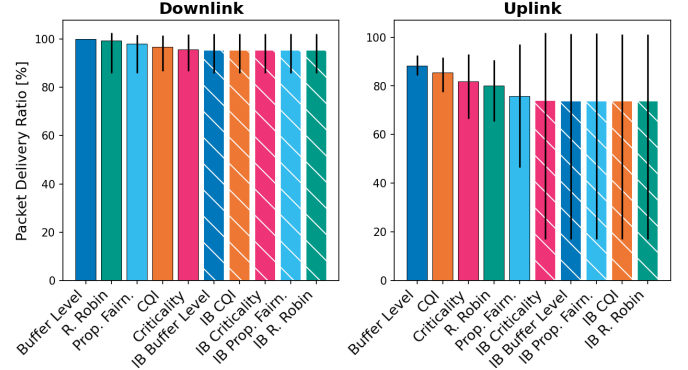 Downlink
Packet Delivery Ratio [%]
100
80
60
40
20
0
Buffer Level
R. Robin
Prop. Fairn.
CQI
Criticality
IB Buffer Level
IB CQI
IB Criticality
IB Prop. Fairn.
IB R. Robin
Uplink
100
80
60
40
20
0
Buffer Level
CQI
Criticality
R. Robin
Prop. Fairn.
IB Criticality
IB Buffer Level
IB Prop. Fairn.
IB CQI
IB R. Robin